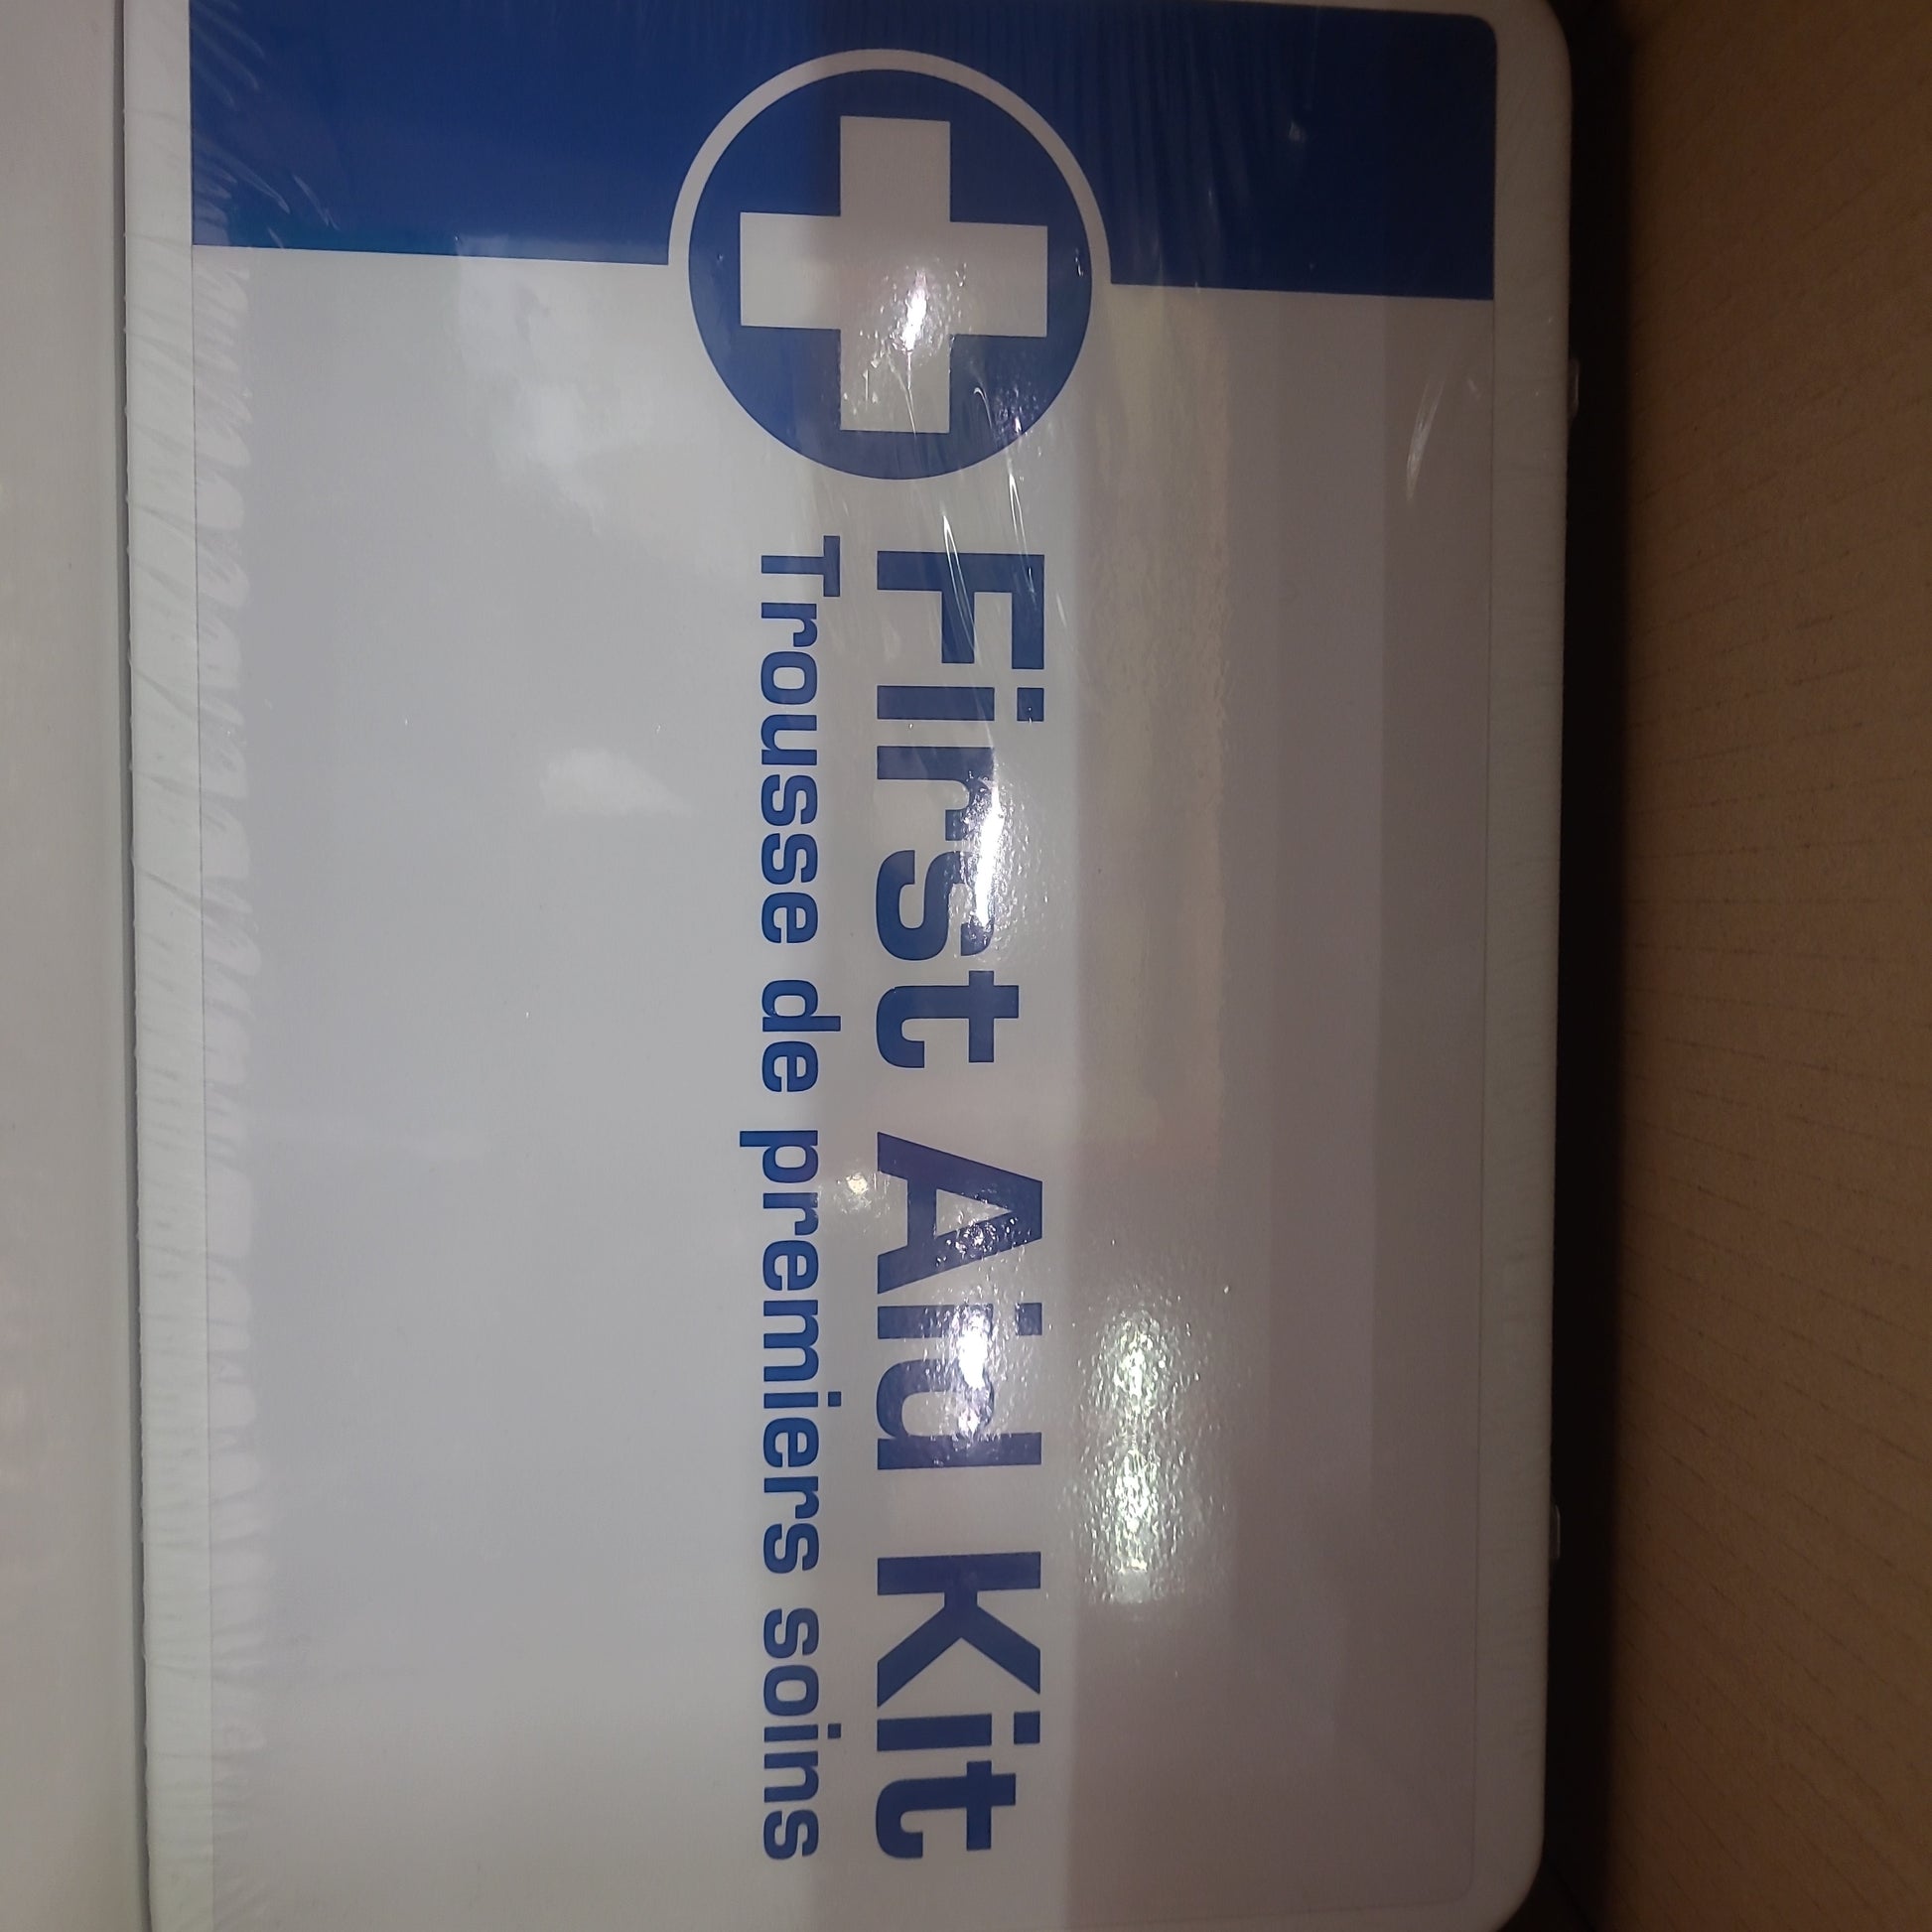 First Aid Kit
Trousse de premiers soins